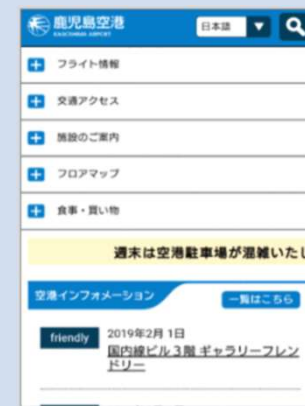 鹿児島空港
KAGOSHIMA AIRPORT
日本語
フライト情報
交通アクセス
施設のご案内
フロアマップ
食事・買い物
週末は空港駐車場が混雑いたし
空港インフォメーション
一覧はこちら
friendly
2019年2月 1日
国内線ビル３階 ギャラリーフレン
ドリー